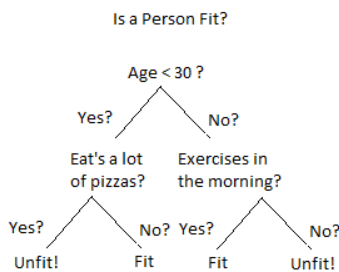 Is a Person Fit?
Age < 30 ?
Yes?
No?
Eat's a lot
of pizzas?
Exercises in
the morning?
Yes?
No?
Yes?
No?
Unfit!
Fit
Fit
Unfit!